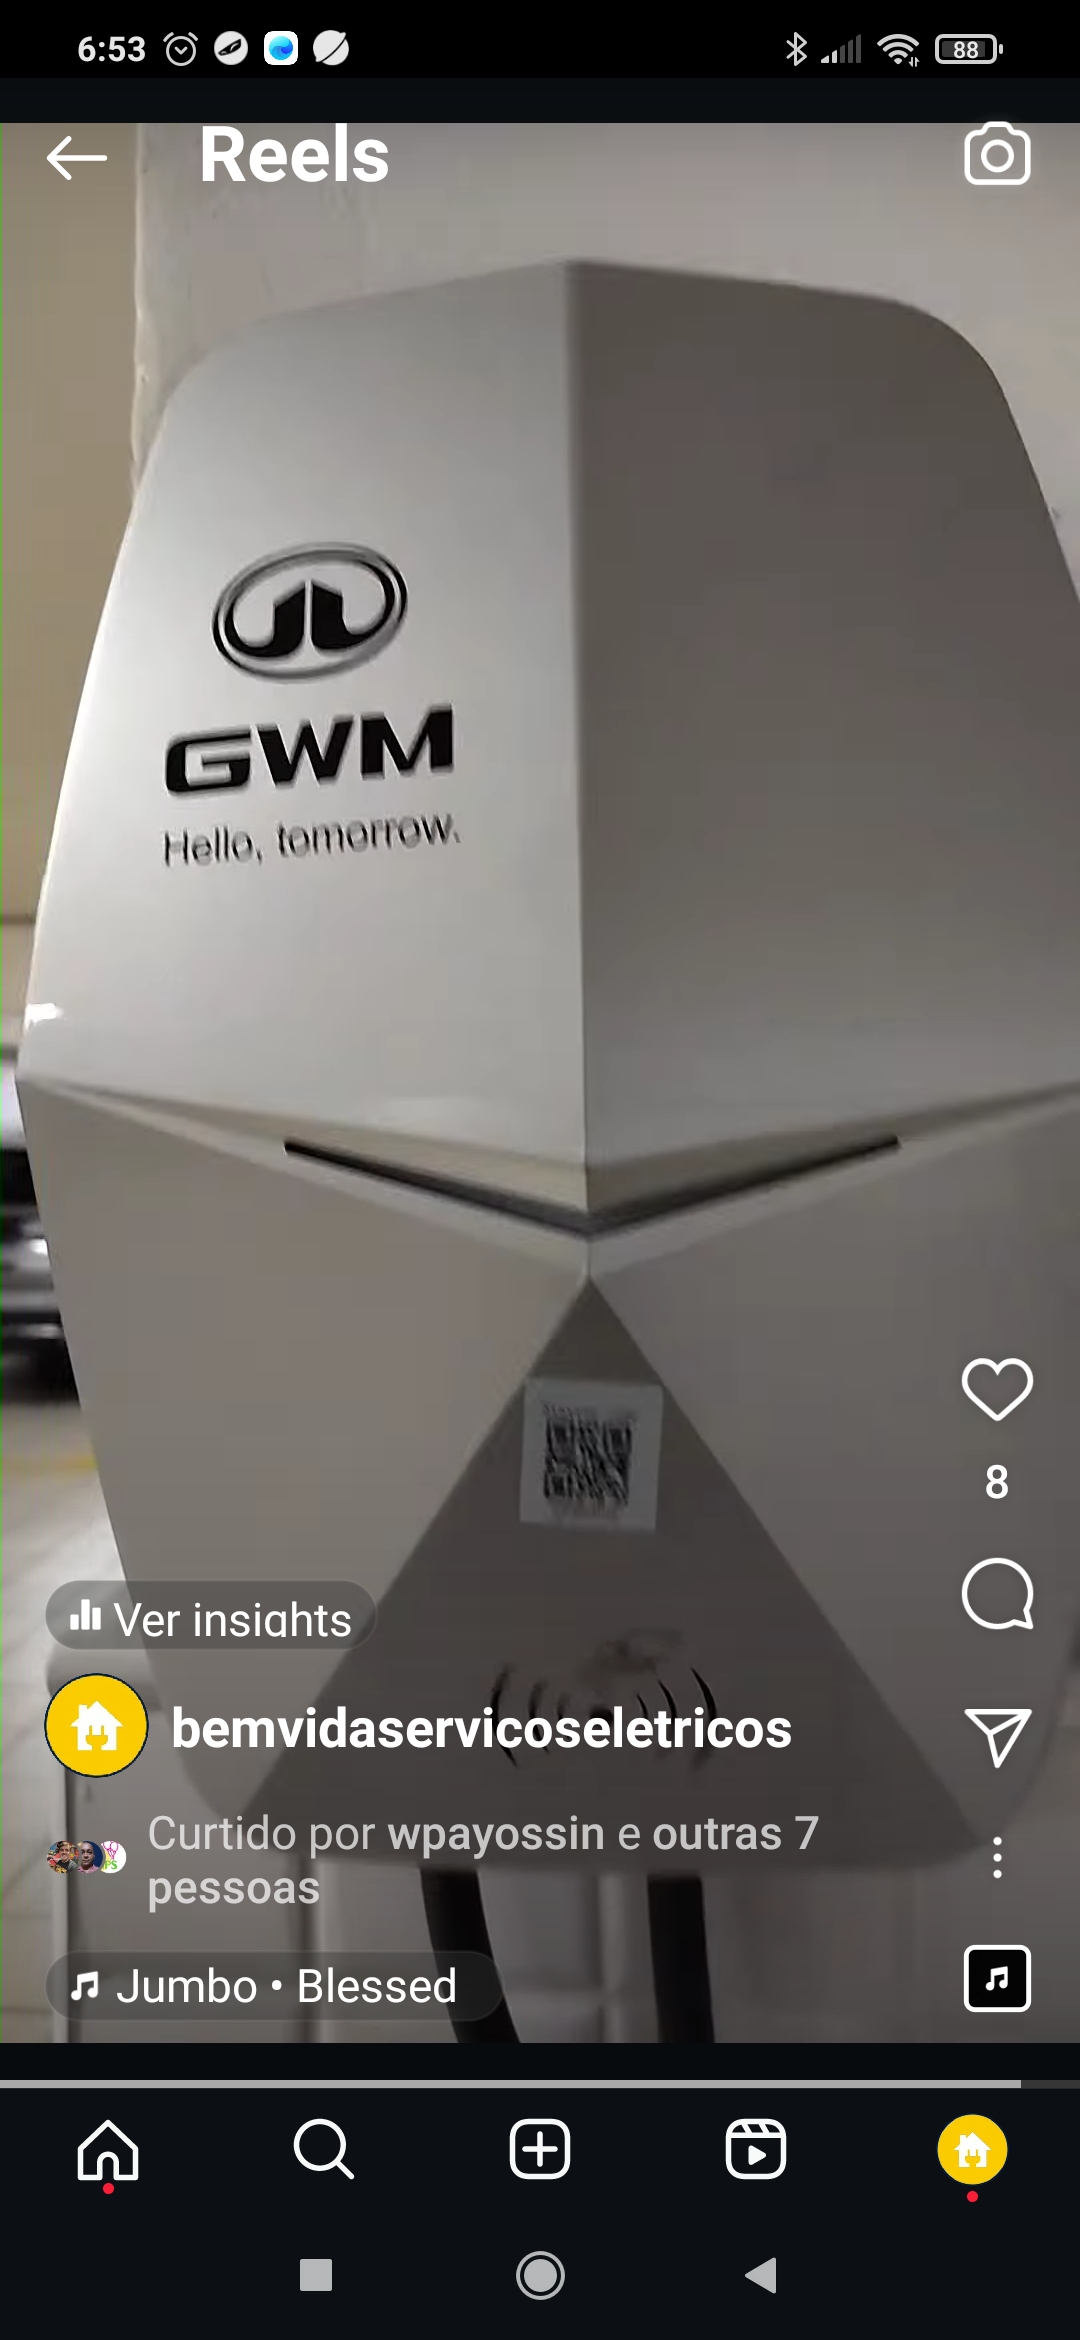 6:53
88
Reels
GWM
Hello, tomorrow.
8
Ver insights
bemvidaservicoseletricos
Curtido por wpayossin e outras 7
pessoas
Jumbo • Blessed